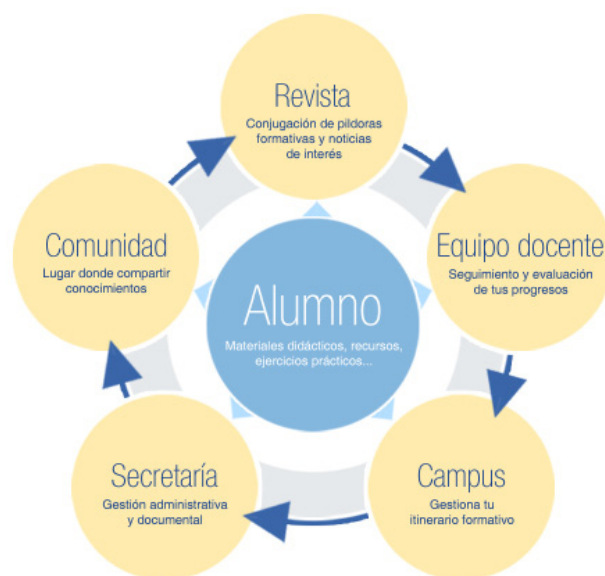 Revista
Conjugación de pildoras
formativas y noticias
de interés
Equipo docente
Seguimiento y evaluación
de tus progresos
Campus
Gestiona tu
itinerario formativo
Secretaría
Gestión administrativa
y documental
Comunidad
Lugar donde compartir
conocimientos
Alumno
Materiales didácticos, recursos,
ejercicios prácticos...